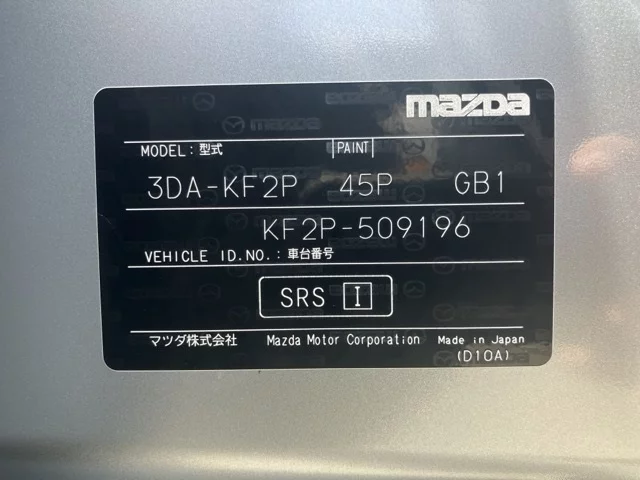 mazda
MODEL:型式 |PAINT|
3DA-KF2P 45P GB1
KF2P-509196
VEHICLE ID.NO.:車台番号
SRS I
マツダ株式会社 Mazda Motor Corporation Made in Japan
(D10A)